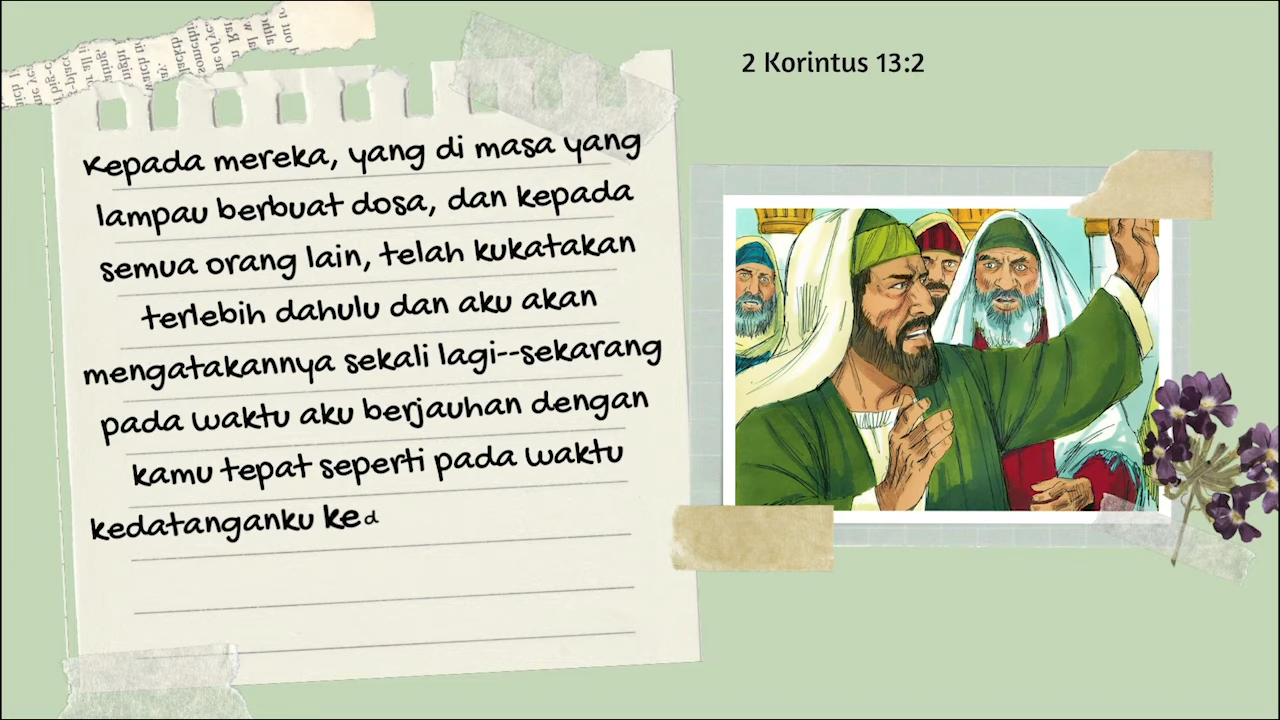 2 Korintus 13:2
Kepada mereka, yang di masa yang
lampau berbuat dosa, dan kepada
semua orang lain, telah kukatakan
terlebih dahulu dan aku akan
mengatakannya sekali lagi--sekarang
pada waktu aku berjauhan dengan
kamu tepat seperti pada waktu
kedatanganku ked